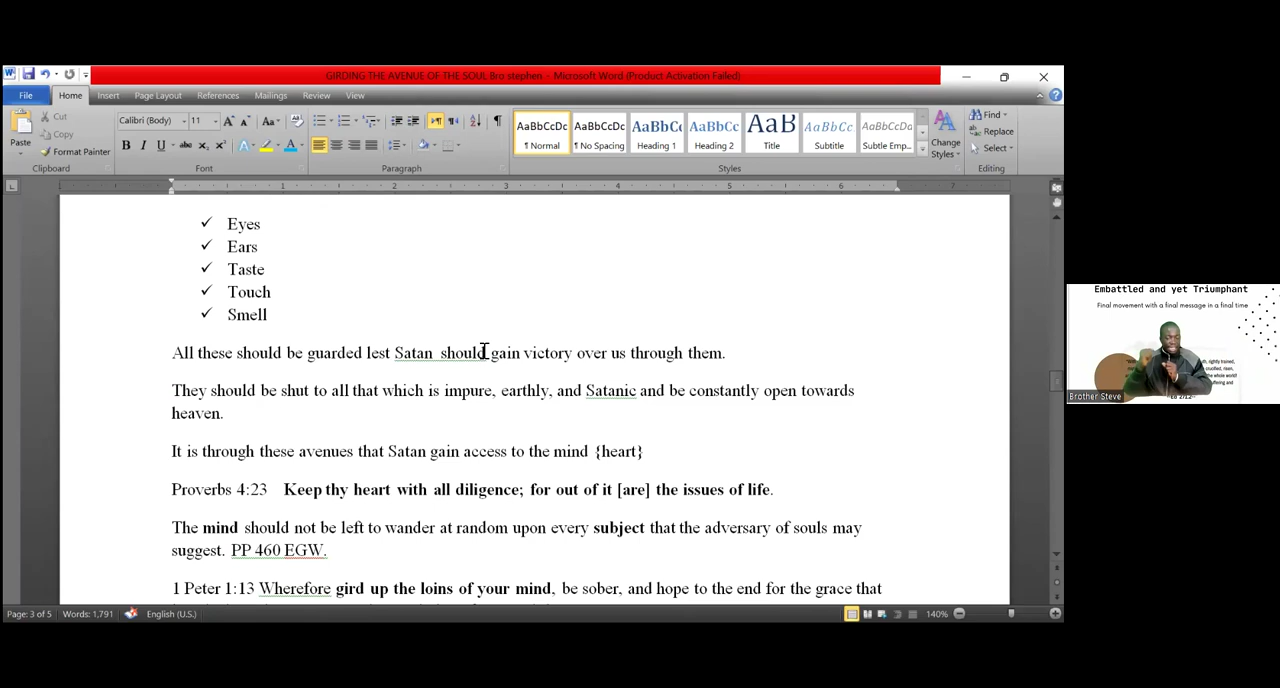 GIRDING THE AVENUE OF THE SOUL Bro stephen - Microsoft Word (Product Activation Failed)
File Home Insert Page Layout References Mailings Review View
Paste
Cut
Copy
Format Painter
Clipboard
Calibri (Body) 11
Font
Paragraph
AaBbCcDc AaBbCcDc AaBbCc AaBbCc AaB AaBbCc. AaBbCcDc
¶ Normal ¶ No Spacing Heading 1 Heading 2 Title Subtitle Subtle Emp...
Change Styles
Styles
Find
Replace
Select
Editing
1 1 2 3 4 5 6 7
✓ Eyes
✓ Ears
✓ Taste
✓ Touch
✓ Smell
All these should be guarded lest Satan  should gain victory over us through them.
They should be shut to all that which is impure, earthly, and Satanic and be constantly open towards
heaven.
It is through these avenues that Satan gain access to the mind {heart}
Proverbs 4:23 Keep thy heart with all diligence; for out of it [are] the issues of life.
The mind should not be left to wander at random upon every subject that the adversary of souls may
suggest. PP 460 EGW.
1 Peter 1:13 Wherefore gird up the loins of your mind, be sober, and hope to the end for the grace that
Page: 3 of 5 Words: 1,791 English (U.S.) 140%
Embattled and yet Triumphant
Final movement with a final message in a final time
Brother Steve